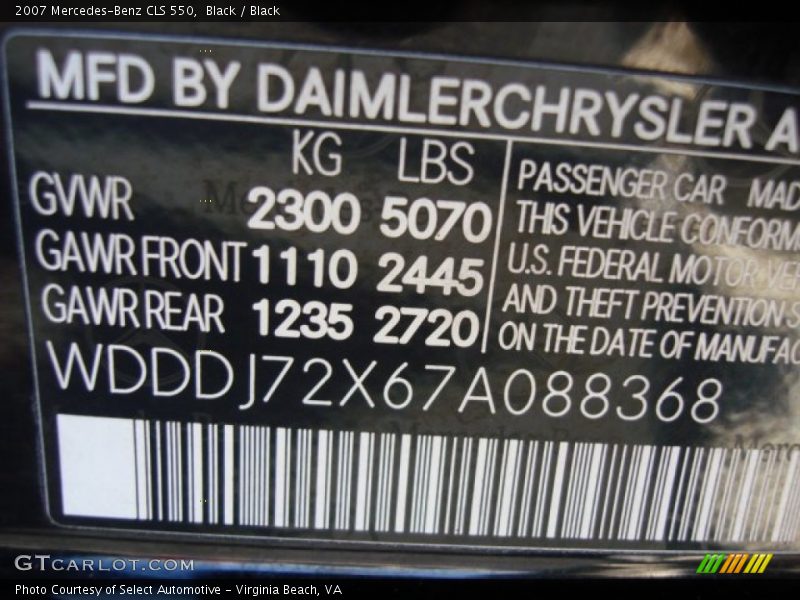 2007 Mercedes-Benz CLS 550, Black / Black
MFD BY DAIMLERCHRYSLER A
KG LBS
GVWR 2300 5070
GAWR FRONT 1110 2445
GAWR REAR 1235 2720
PASSENGER CAR MAD
THIS VEHICLE CONFORM
U.S. FEDERAL MOTOR VE
AND THEFT PREVENTION S
ON THE DATE OF MANUFAC
WDDDJ72X67A088368
GTCARLOT.COM
Photo Courtesy of Select Automotive - Virginia Beach, VA